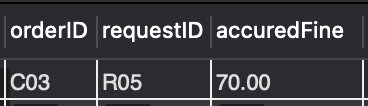 orderID requestID accuredFine
C03 R05 70.00